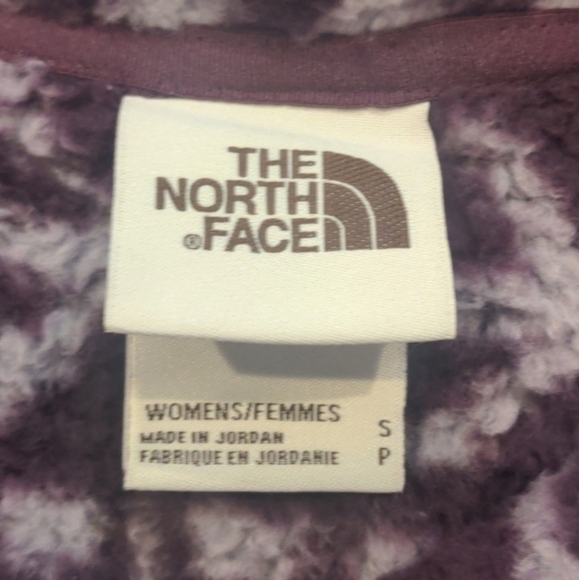 THE
NORTH
®FACE
WOMENS/FEMMES S
MADE IN JORDAN
FABRIQUE EN JORDANIE P